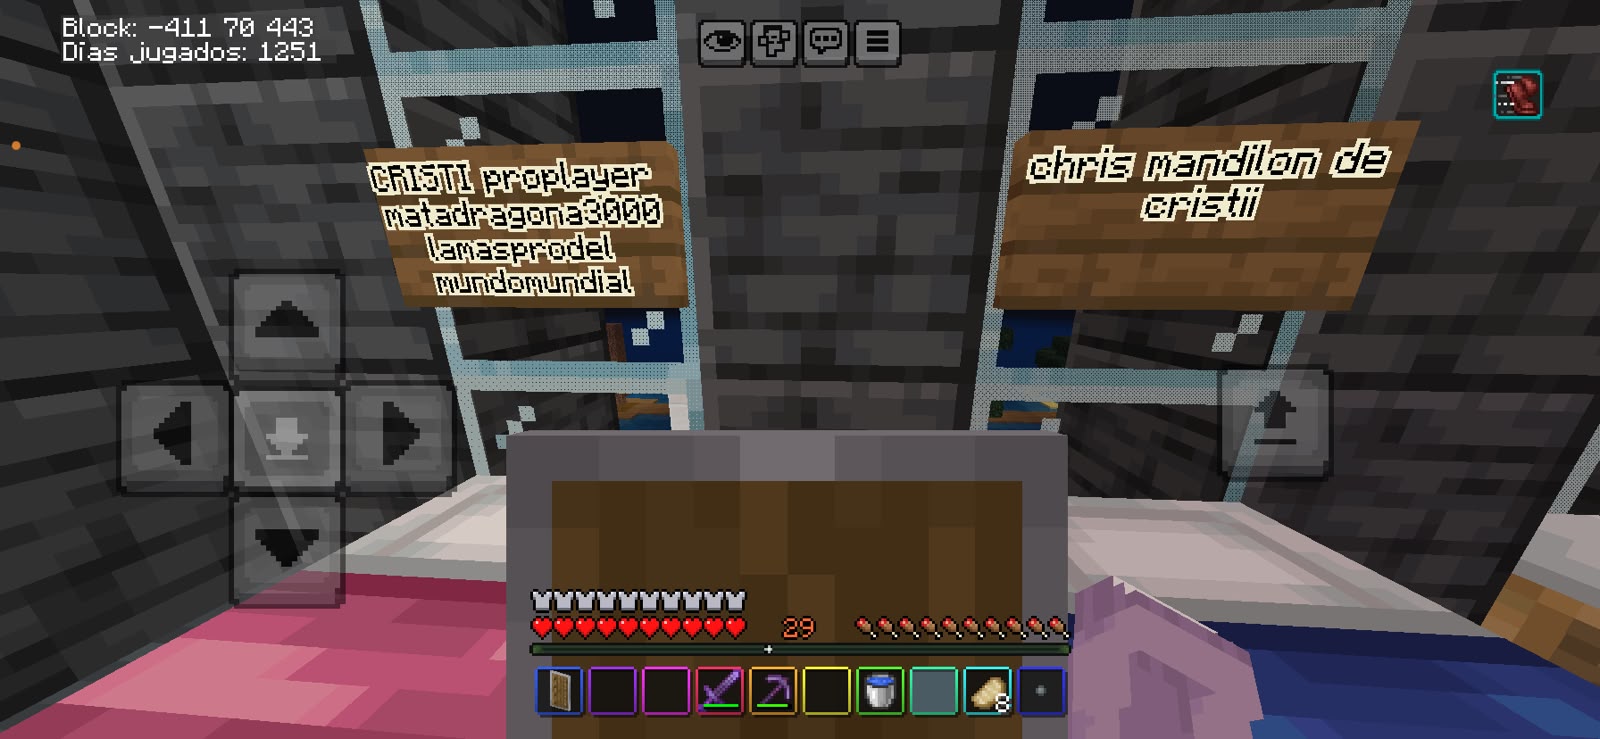 Block: -411 70 443
Días jugados: 1251
CRISTI proplayer
matadragona3000
lamasprodel
mundomundial
chris mandilon de
cristii
29
8